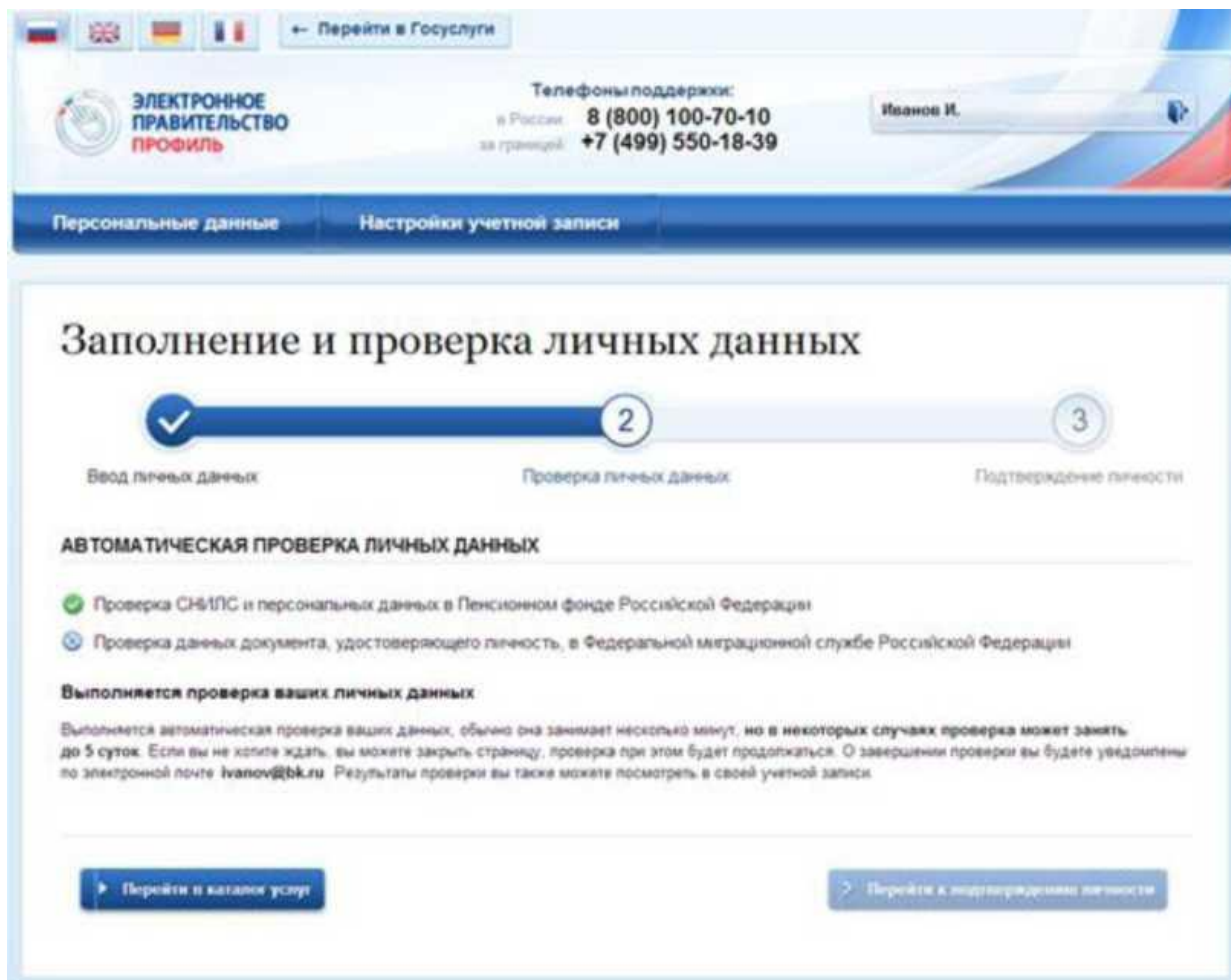 ← Перейти в Госуслуги
ЭЛЕКТРОННОЕ
ПРАВИТЕЛЬСТВО
ПРОФИЛЬ
Телефоны поддержки:
в России 8 (800) 100-70-10
за границей +7 (499) 550-18-39
Иванов И.
Персональные данные Настройки учетной записи
Заполнение и проверка личных данных
2 3
Ввод личных данных Проверка личных данных Подтверждение личности
АВТОМАТИЧЕСКАЯ ПРОВЕРКА ЛИЧНЫХ ДАННЫХ
Проверка СНИЛС и персональных данных в Пенсионном фонде Российской Федерации
Проверка данных документа, удостоверяющего личность, в Федеральной миграционной службе Российской Федерации
Выполняется проверка ваших личных данных
Выполняется автоматическая проверка ваших данных, обычно она занимает несколько минут, но в некоторых случаях проверка может занять
до 5 суток. Если вы не хотите ждать, вы можете закрыть страницу, проверка при этом будет продолжаться. О завершении проверки вы будете уведомлены
по электронной почте ivanov@bk.ru Результаты проверки вы также можете посмотреть в своей учетной записи.
Перейти в каталог услуг
Перейти к подтверждению личности